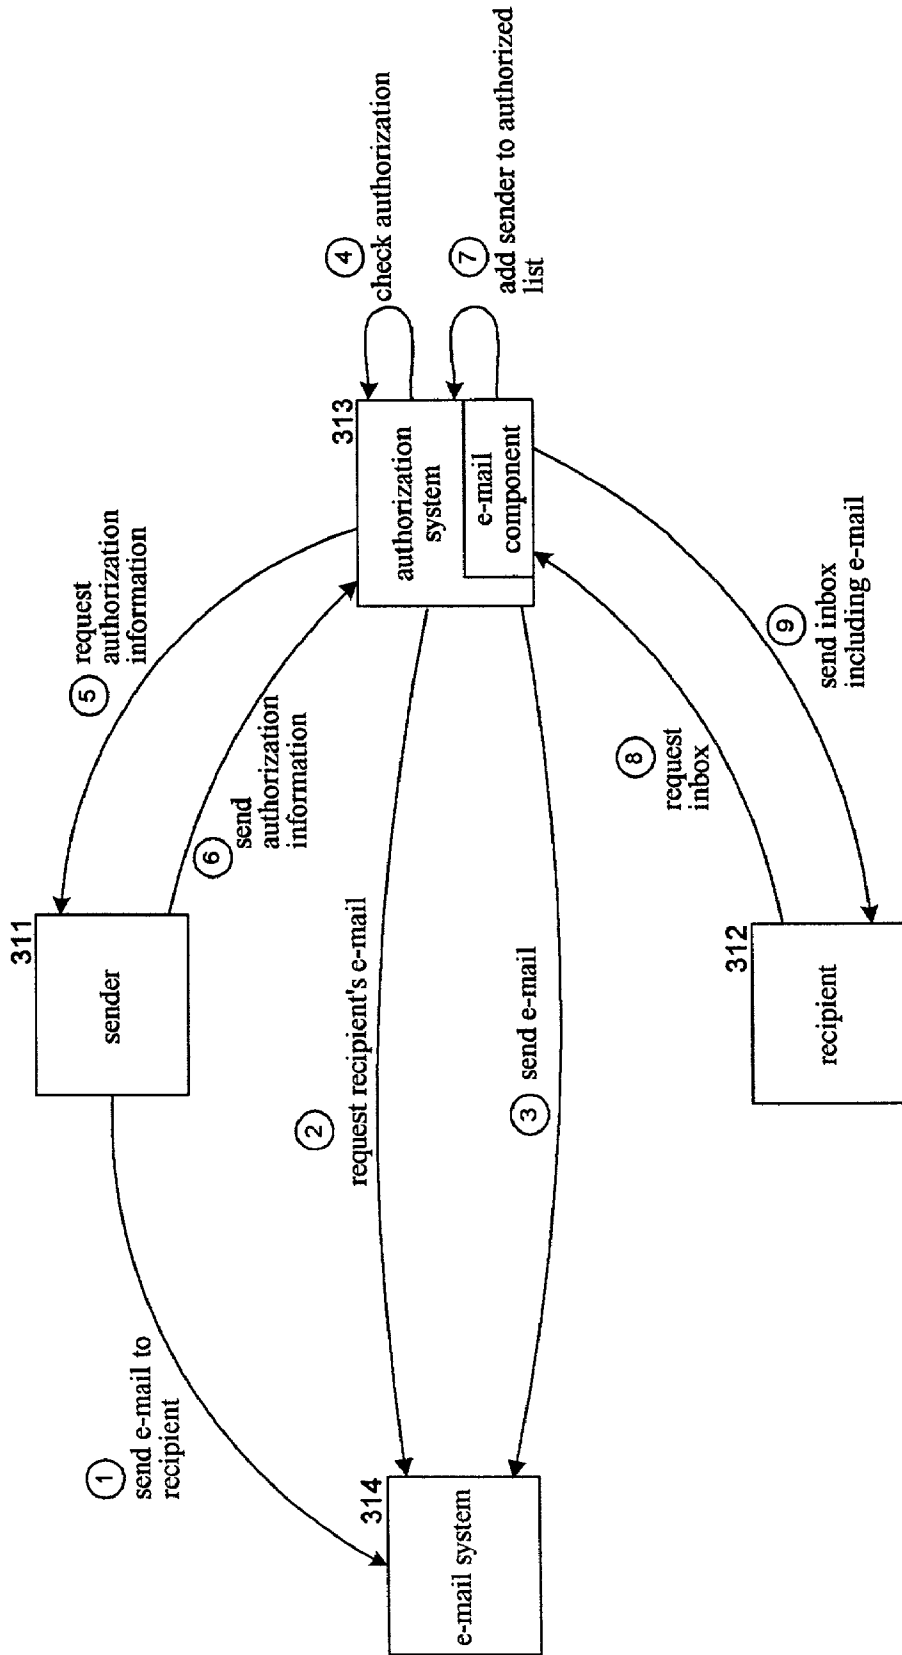 311
sender
1
send e-mail to
recipient
5
request
authorization
information
6
send
authorization
information
314
e-mail system
2
request recipient's e-mail
3
send e-mail
313
authorization
system
e-mail
component
4
check authorization
7
add sender to authorized
list
312
recipient
8
request
inbox
9
send inbox
including e-mail